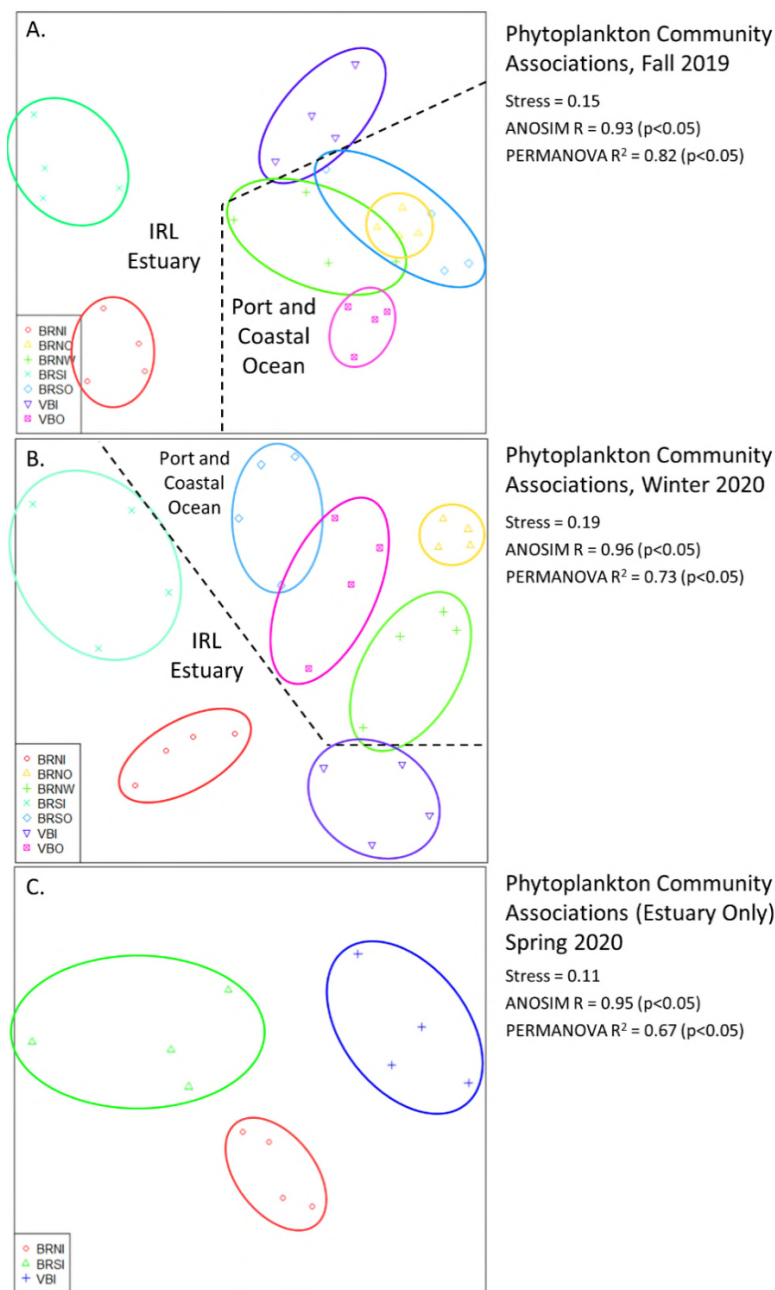 A.
IRL
Estuary
Port and
Coastal
Ocean
BRNI
BRNO
BRNW
BRSI
BRSO
VBI
VBO
Phytoplankton Community
Associations, Fall 2019
Stress = 0.15
ANOSIM R = 0.93 (p<0.05)
PERMANOVA R² = 0.82 (p<0.05)
B.
Port and
Coastal
Ocean
IRL
Estuary
BRNI
BRNO
BRNW
BRSI
BRSO
VBI
VBO
Phytoplankton Community
Associations, Winter 2020
Stress = 0.19
ANOSIM R = 0.96 (p<0.05)
PERMANOVA R² = 0.73 (p<0.05)
C.
BRNI
BRSI
VBI
Phytoplankton Community
Associations (Estuary Only)
Spring 2020
Stress = 0.11
ANOSIM R = 0.95 (p<0.05)
PERMANOVA R² = 0.67 (p<0.05)